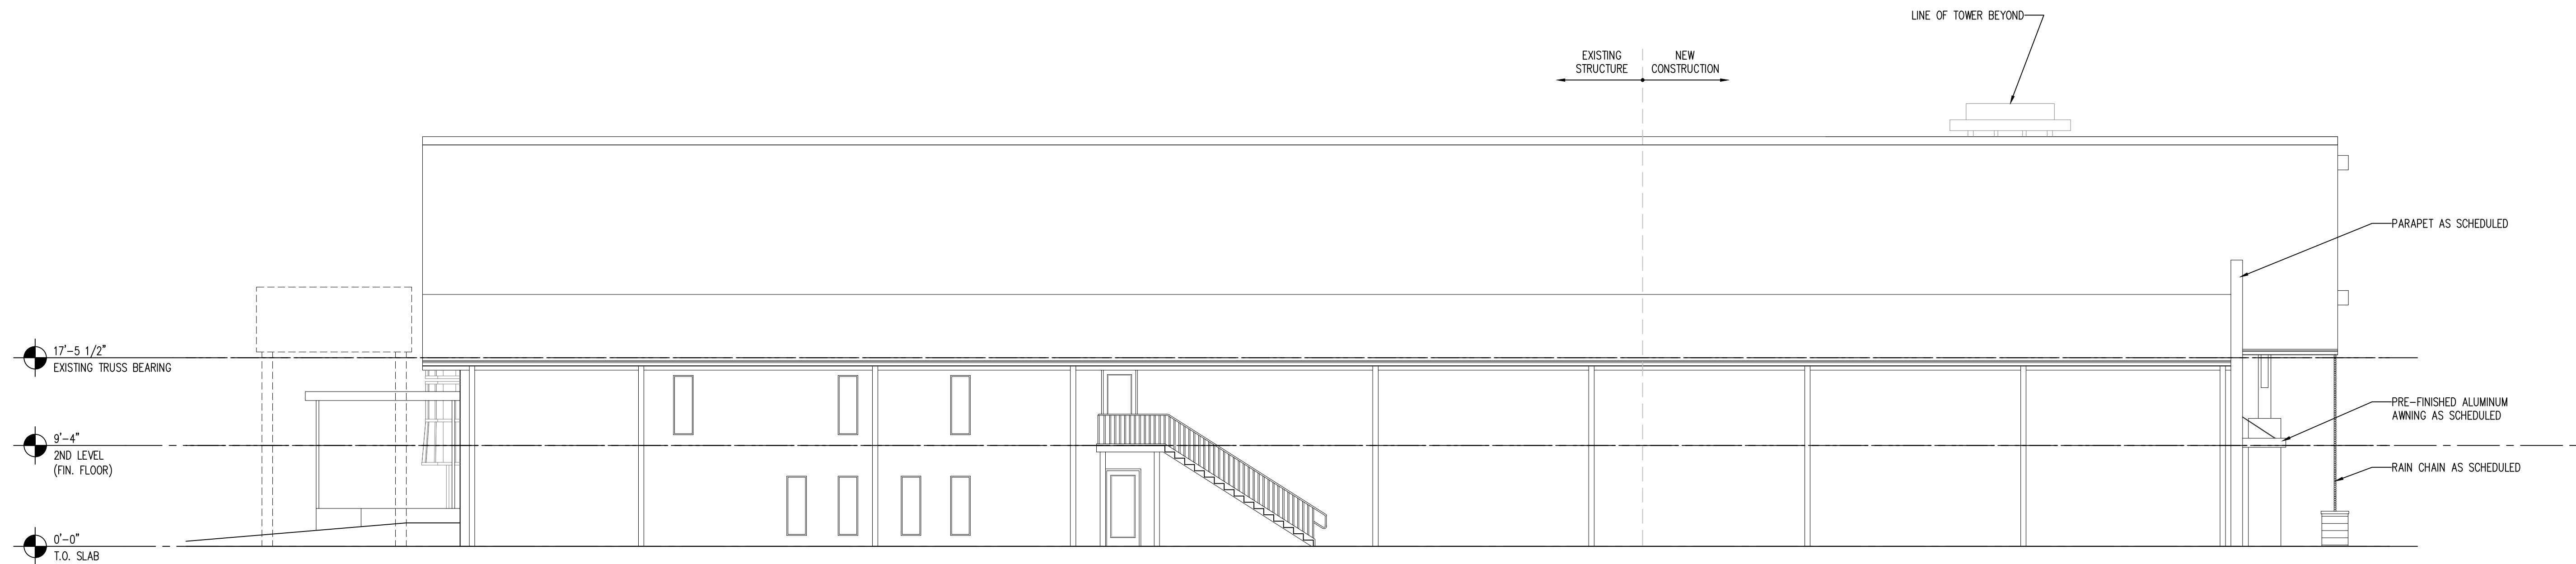 LINE OF TOWER BEYOND
EXISTING
STRUCTURE
NEW
CONSTRUCTION
PARAPET AS SCHEDULED
17'-5 1/2"
EXISTING TRUSS BEARING
PRE-FINISHED ALUMINUM
AWNING AS SCHEDULED
9'-4"
2ND LEVEL
(FIN. FLOOR)
RAIN CHAIN AS SCHEDULED
0'-0"
T.O. SLAB